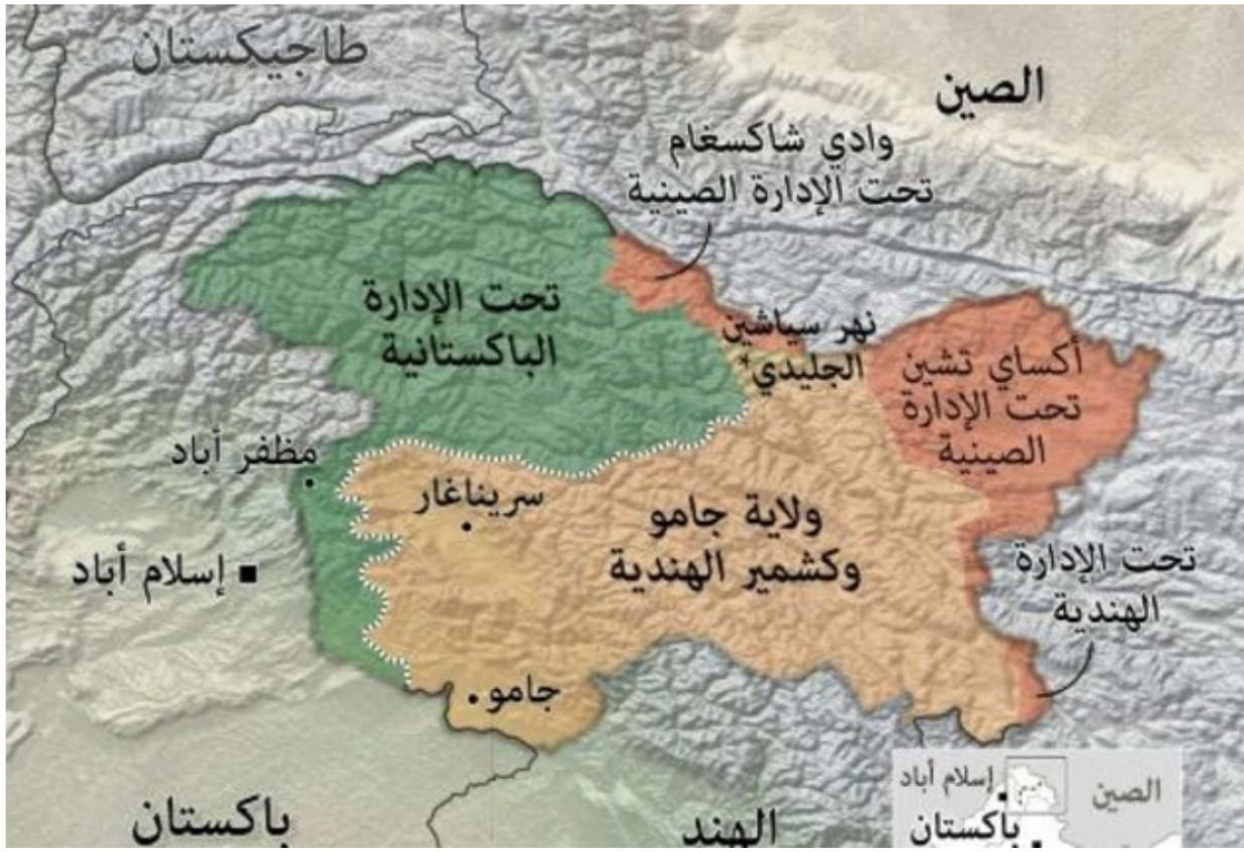 طاجيكستان
الصين
وادي شاكسغام
تحت الإدارة الصينية
تحت الإدارة
الباكستانية
نهر سياشين
الجليدي
أكساي تشين
تحت الإدارة
الصينية
مظفر أباد
سريناغار
ولاية جامو
وكشمير الهندية
إسلام أباد
تحت الإدارة
الهندية
جامو
باكستان
الهند
إسلام أباد
الصين
باكستان